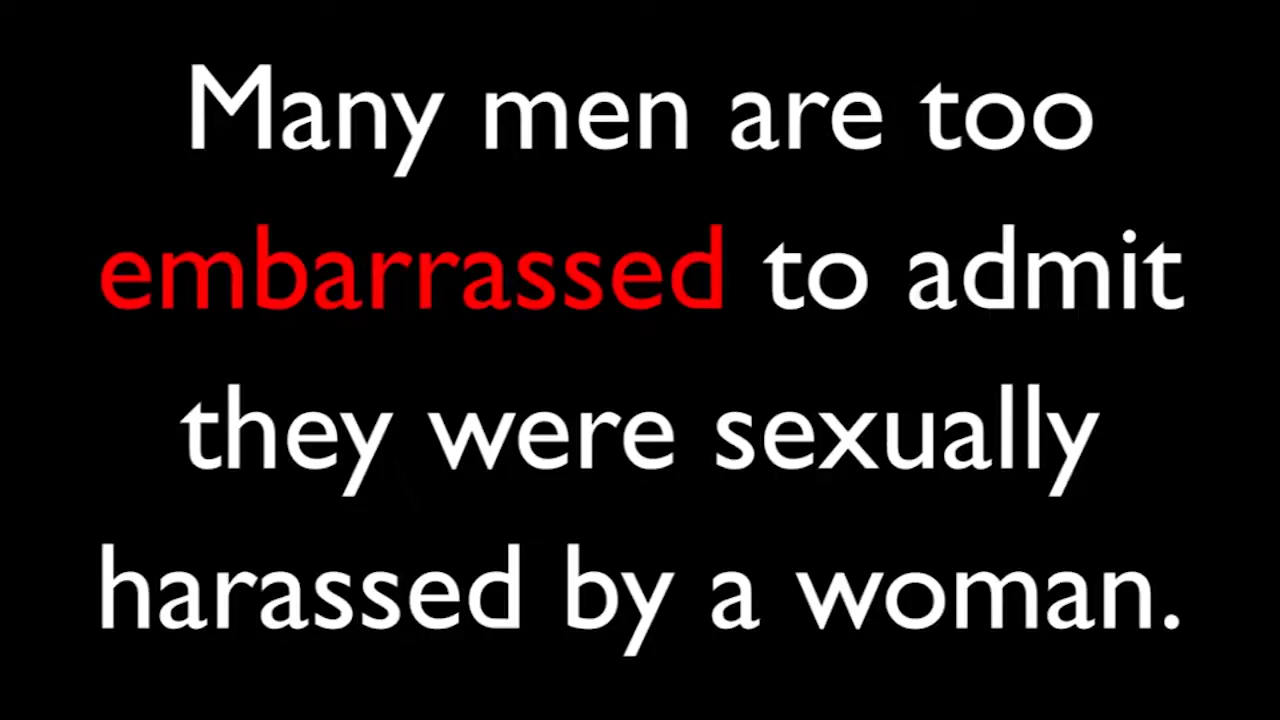 Many men are too
embarrassed to admit
they were sexually
harassed by a woman.